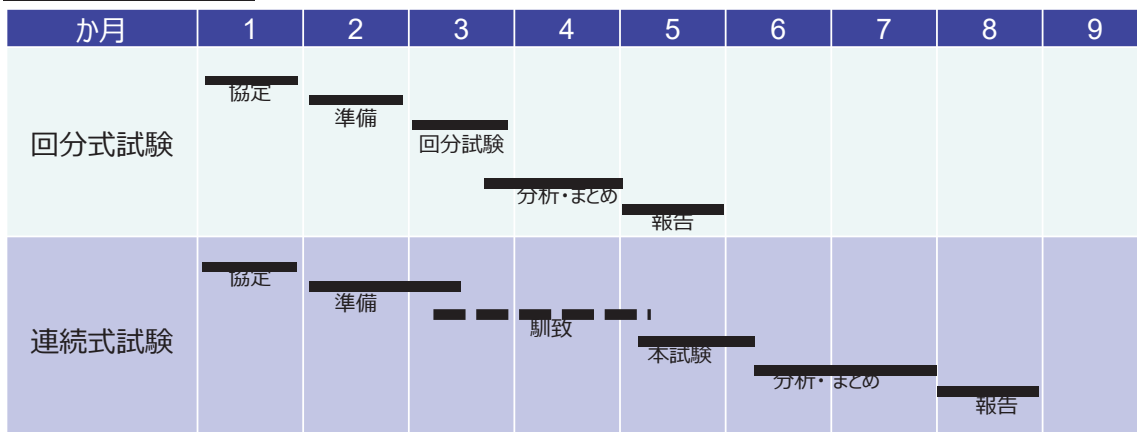 か月 1 2 3 4 5 6 7 8 9
回分式試験
協定
準備
回分試験
分析・まとめ
報告
連続式試験
協定
準備
馴致
本試験
分析・まとめ
報告